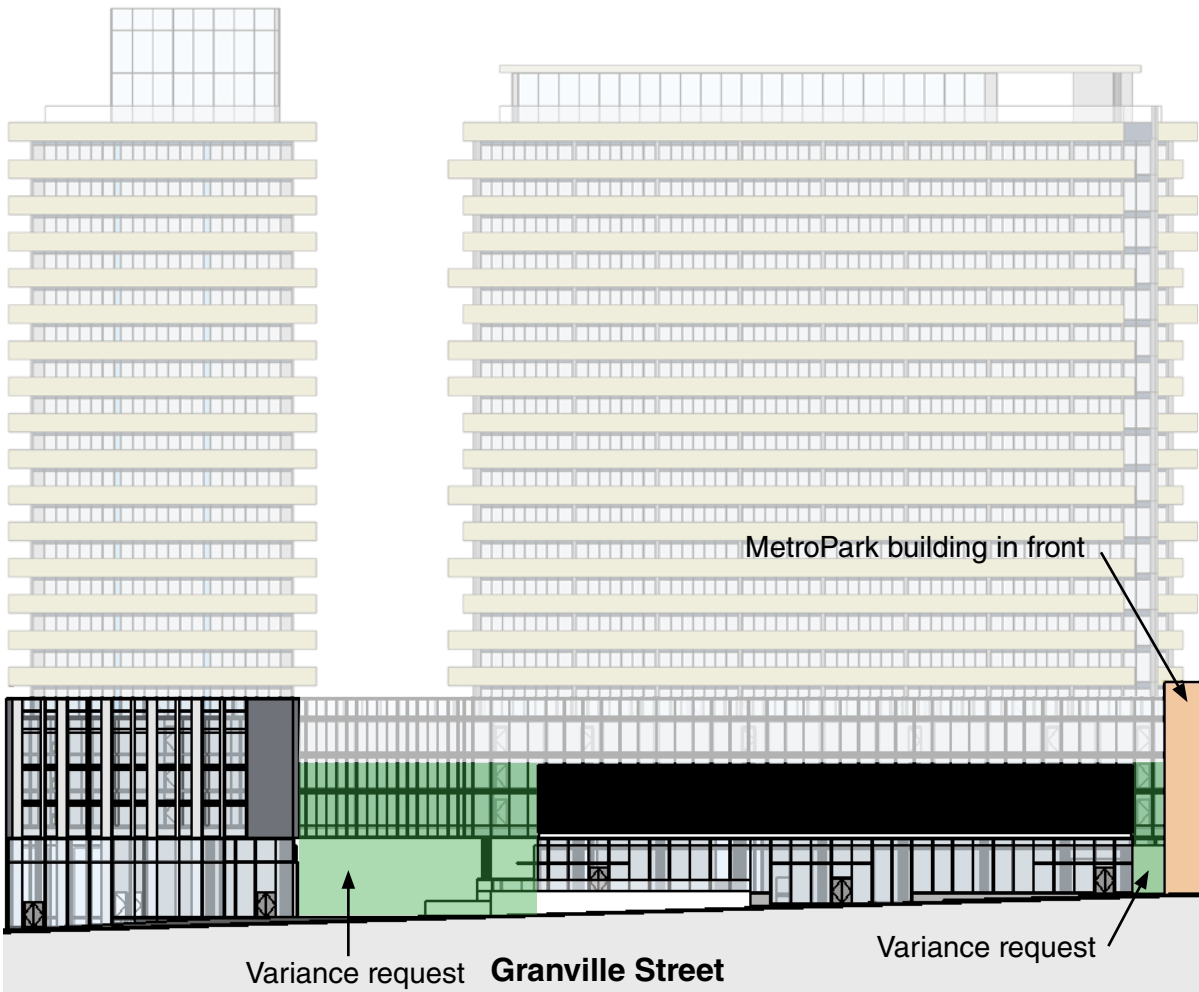 MetroPark building in front
Variance request
Granville Street
Variance request